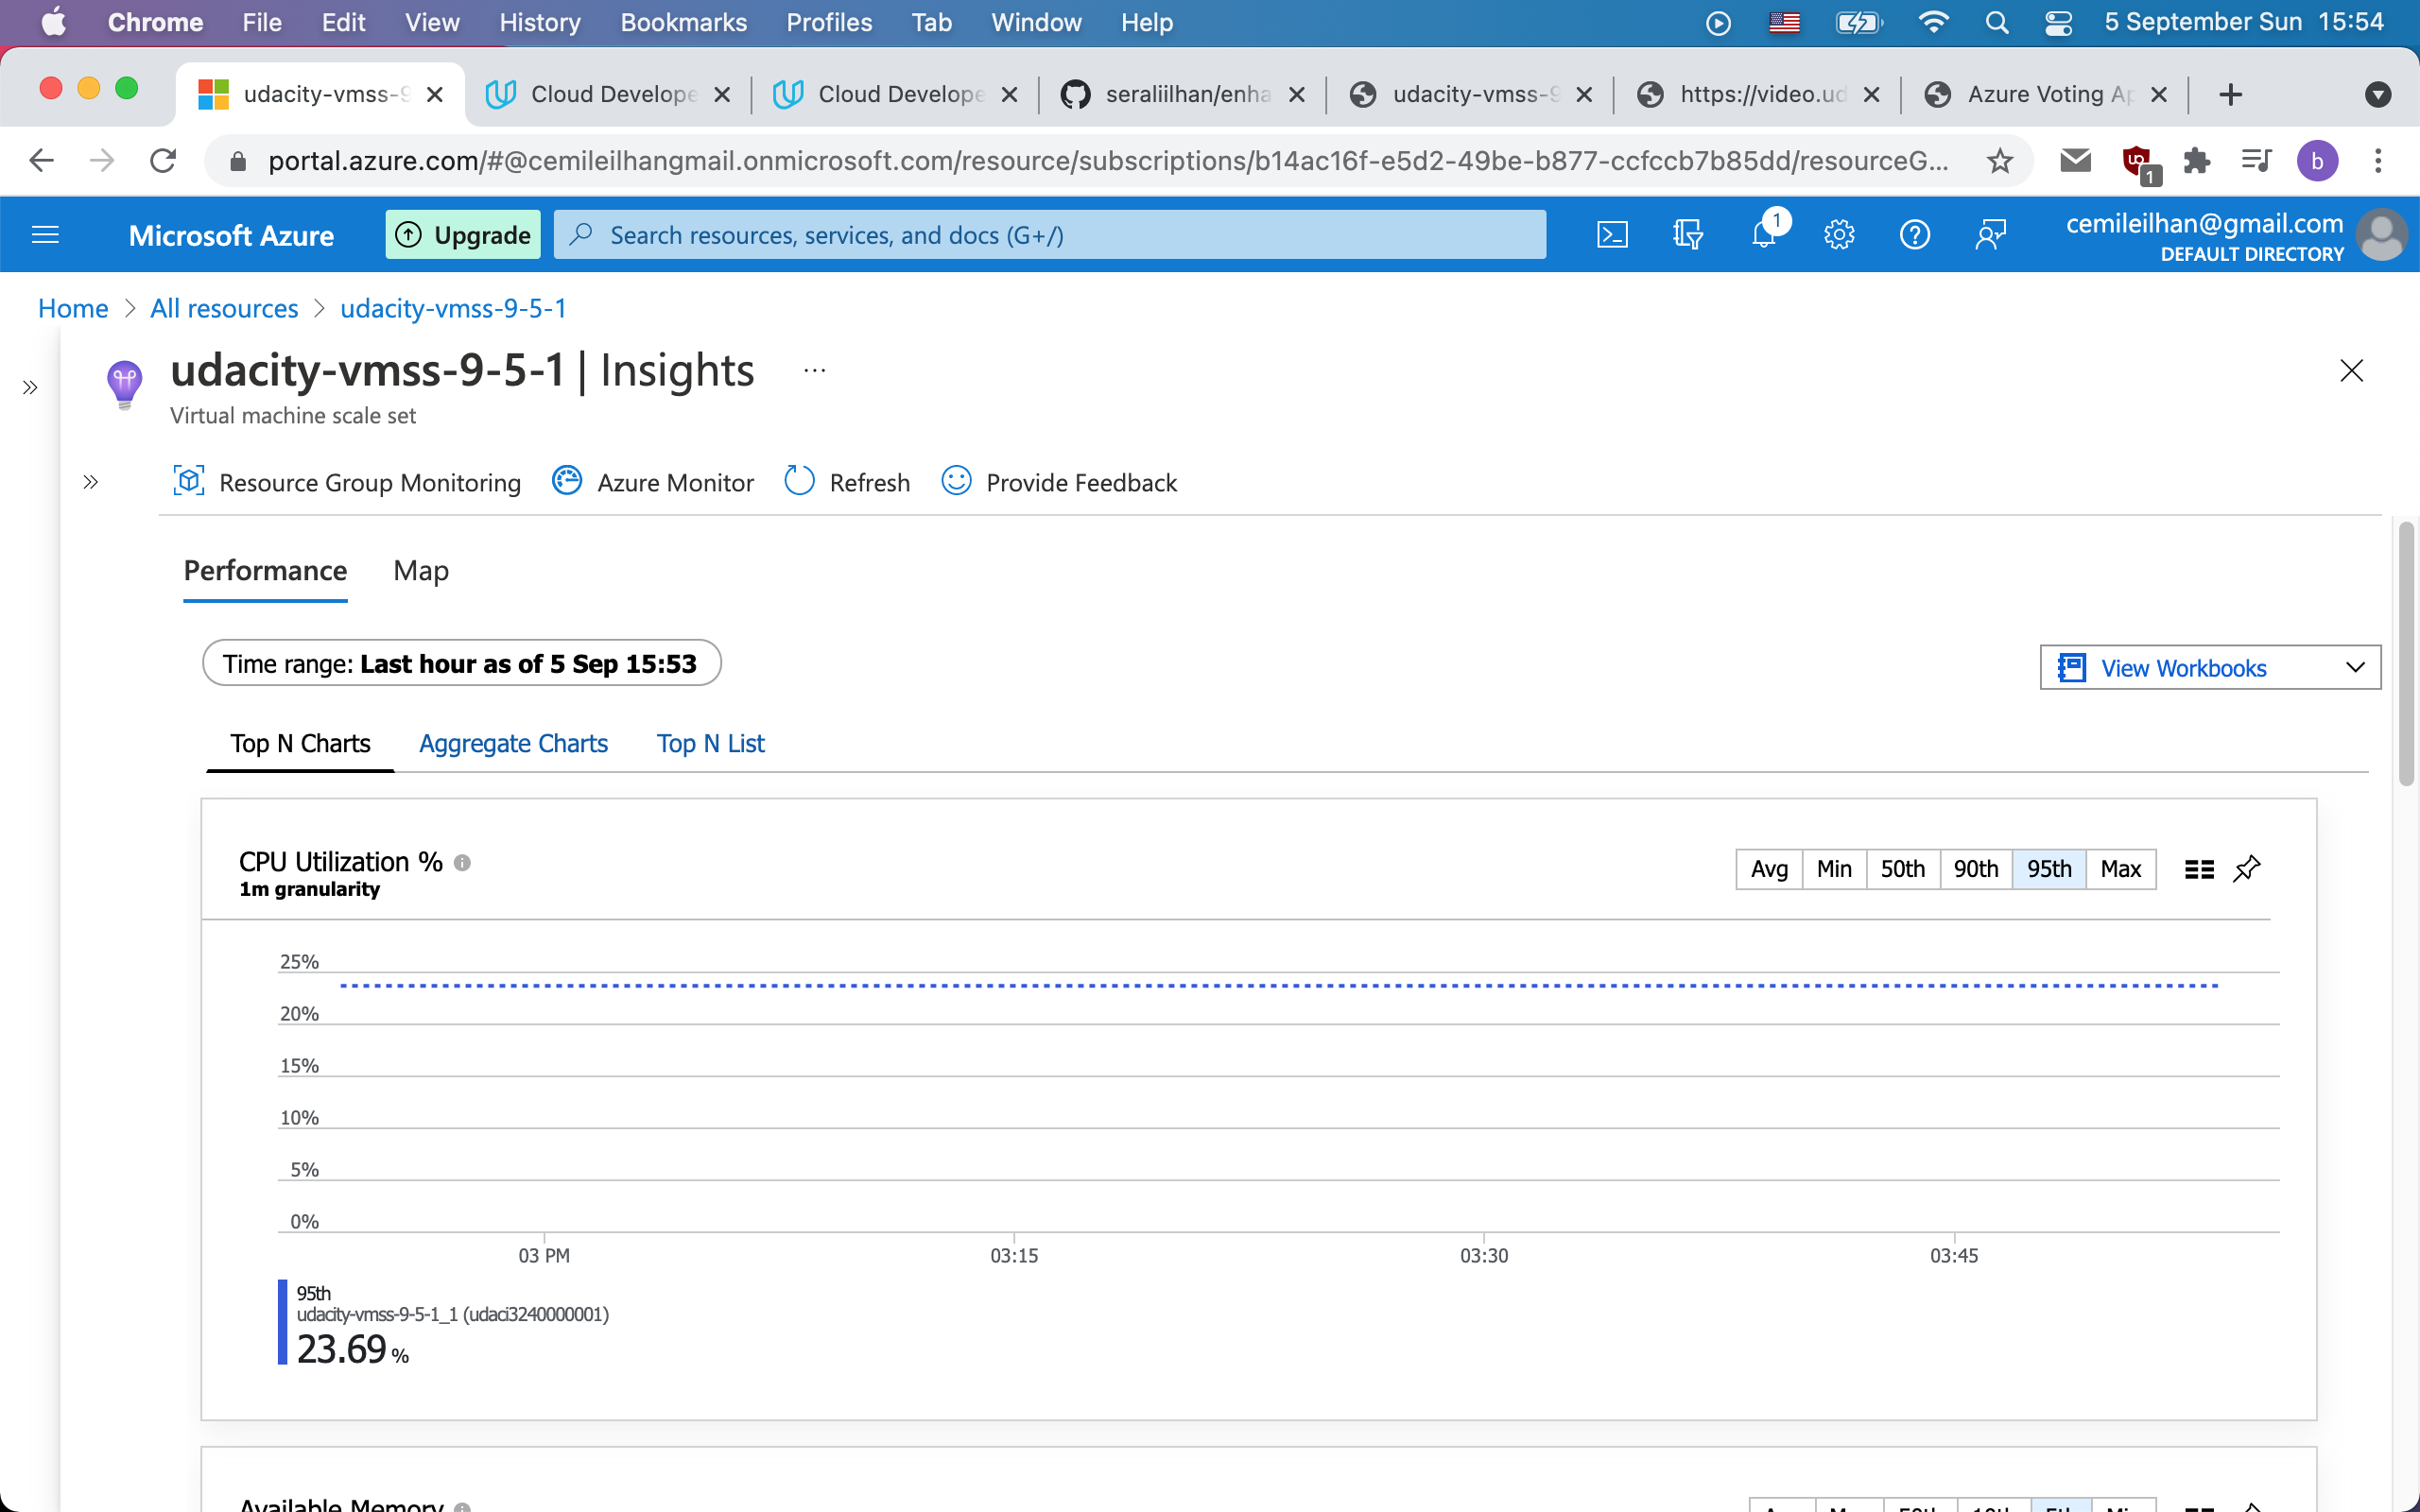 Chrome File Edit View History Bookmarks Profiles Tab Window Help 5 September Sun 15:54
udacity-vmss-9 Cloud Develope Cloud Develope seraliilhan/enha udacity-vmss-9 https://video.ud Azure Voting Ap
portal.azure.com/#@cemileilhangmail.onmicrosoft.com/resource/subscriptions/b14ac16f-e5d2-49be-b877-ccfccb7b85dd/resourceG... 1 b
Microsoft Azure Upgrade Search resources, services, and docs (G+/) 1 cemileilhan@gmail.com
DEFAULT DIRECTORY
Home > All resources > udacity-vmss-9-5-1
udacity-vmss-9-5-1 | Insights ...
Virtual machine scale set
Resource Group Monitoring Azure Monitor Refresh Provide Feedback
Performance Map
Time range: Last hour as of 5 Sep 15:53 View Workbooks
Top N Charts Aggregate Charts Top N List
CPU Utilization % Avg Min 50th 90th 95th Max
1m granularity
25%
20%
15%
10%
5%
0%
03 PM 03:15 03:30 03:45
95th
udacity-vmss-9-5-1_1 (udaci3240000001)
23.69 %
Available Memory 50th 10th 5th Min